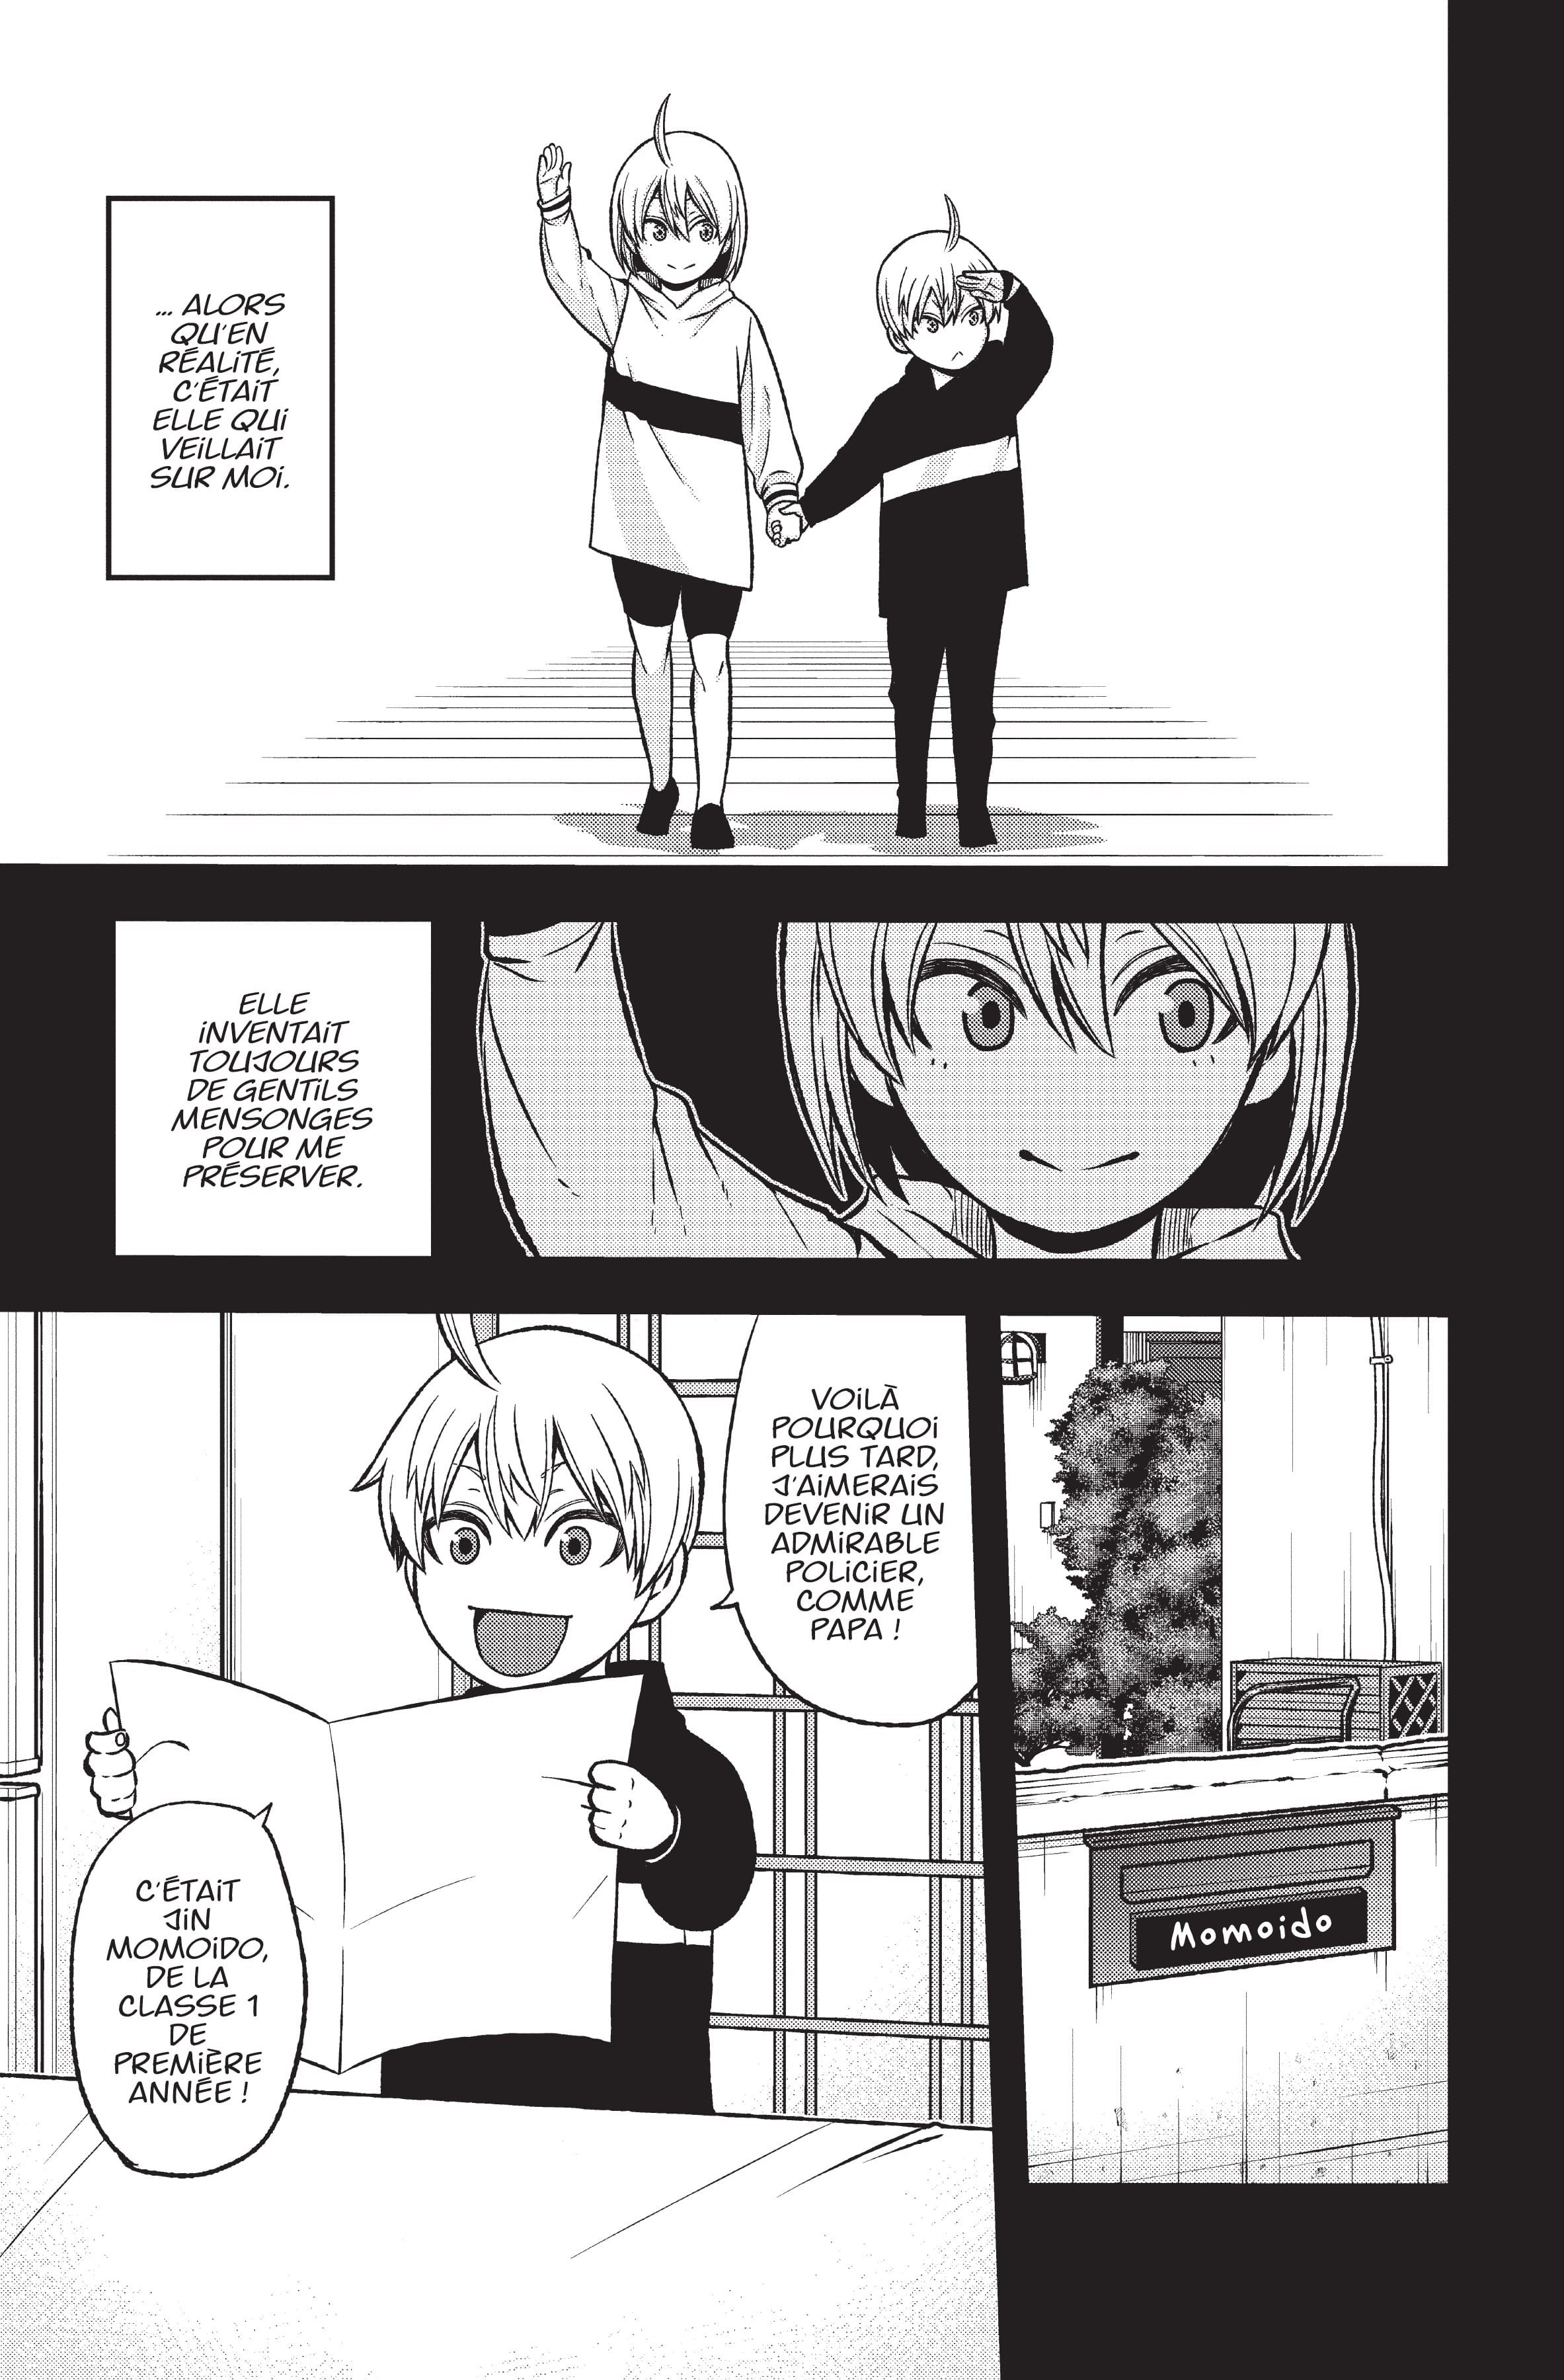 ... ALORS
QU'EN
RÉALITÉ,
C'ÉTAIT
ELLE QUI
VEILLAIT
SUR MOI.
ELLE
INVENTAIT
TOUJOURS
DE GENTILS
MENSONGES
POUR ME
PRÉSERVER.
Momoido
VOILÀ
POURQUOI
PLUS TARD,
J'AIMERAIS
DEVENIR UN
ADMIRABLE
POLICIER,
COMME
PAPA !
C'ÉTAIT
JIN
MOMOIDO,
DE LA
CLASSE 1
DE
PREMIÈRE
ANNÉE !